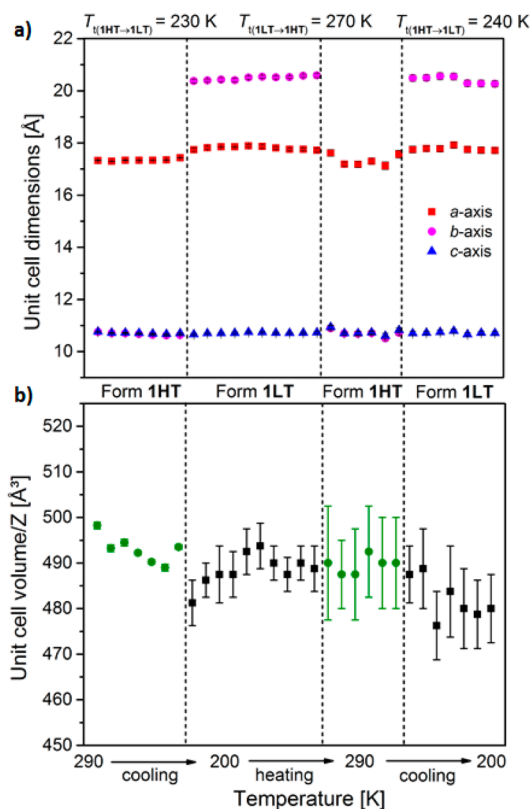 T t(1HT→1LT) = 230 K T t(1LT→1HT) = 270 K T t(1HT→1LT) = 240 K
a)
22
20
18
16
14
12
10
Unit cell dimensions [Å]
a-axis
b-axis
c-axis
Form 1HT Form 1LT Form 1HT Form 1LT
b)
520
510
500
490
480
470
460
450
Unit cell volume/Z [Å³]
290 200 290 200
cooling heating cooling
Temperature [K]